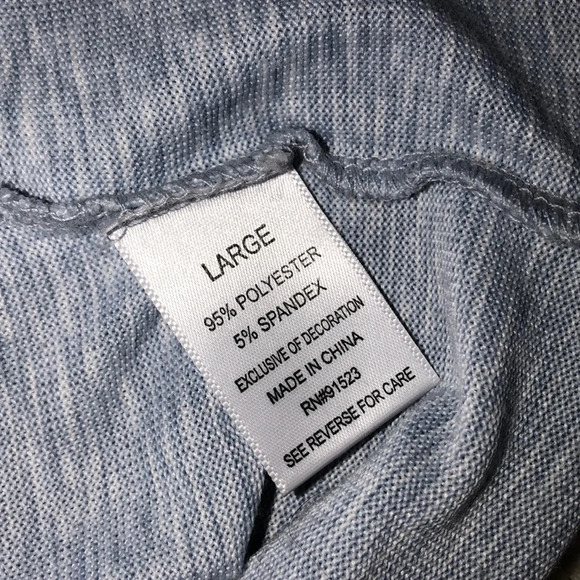 LARGE
95% POLYESTER
5% SPANDEX
EXCLUSIVE OF DECORATION
MADE IN CHINA
RN#91523
SEE REVERSE FOR CARE